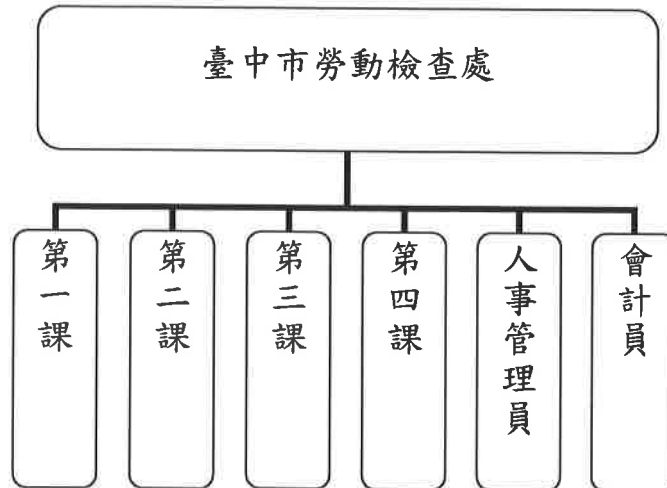 臺中市勞動檢查處
第一課
第二課
第三課
第四課
人事管理員
會計員